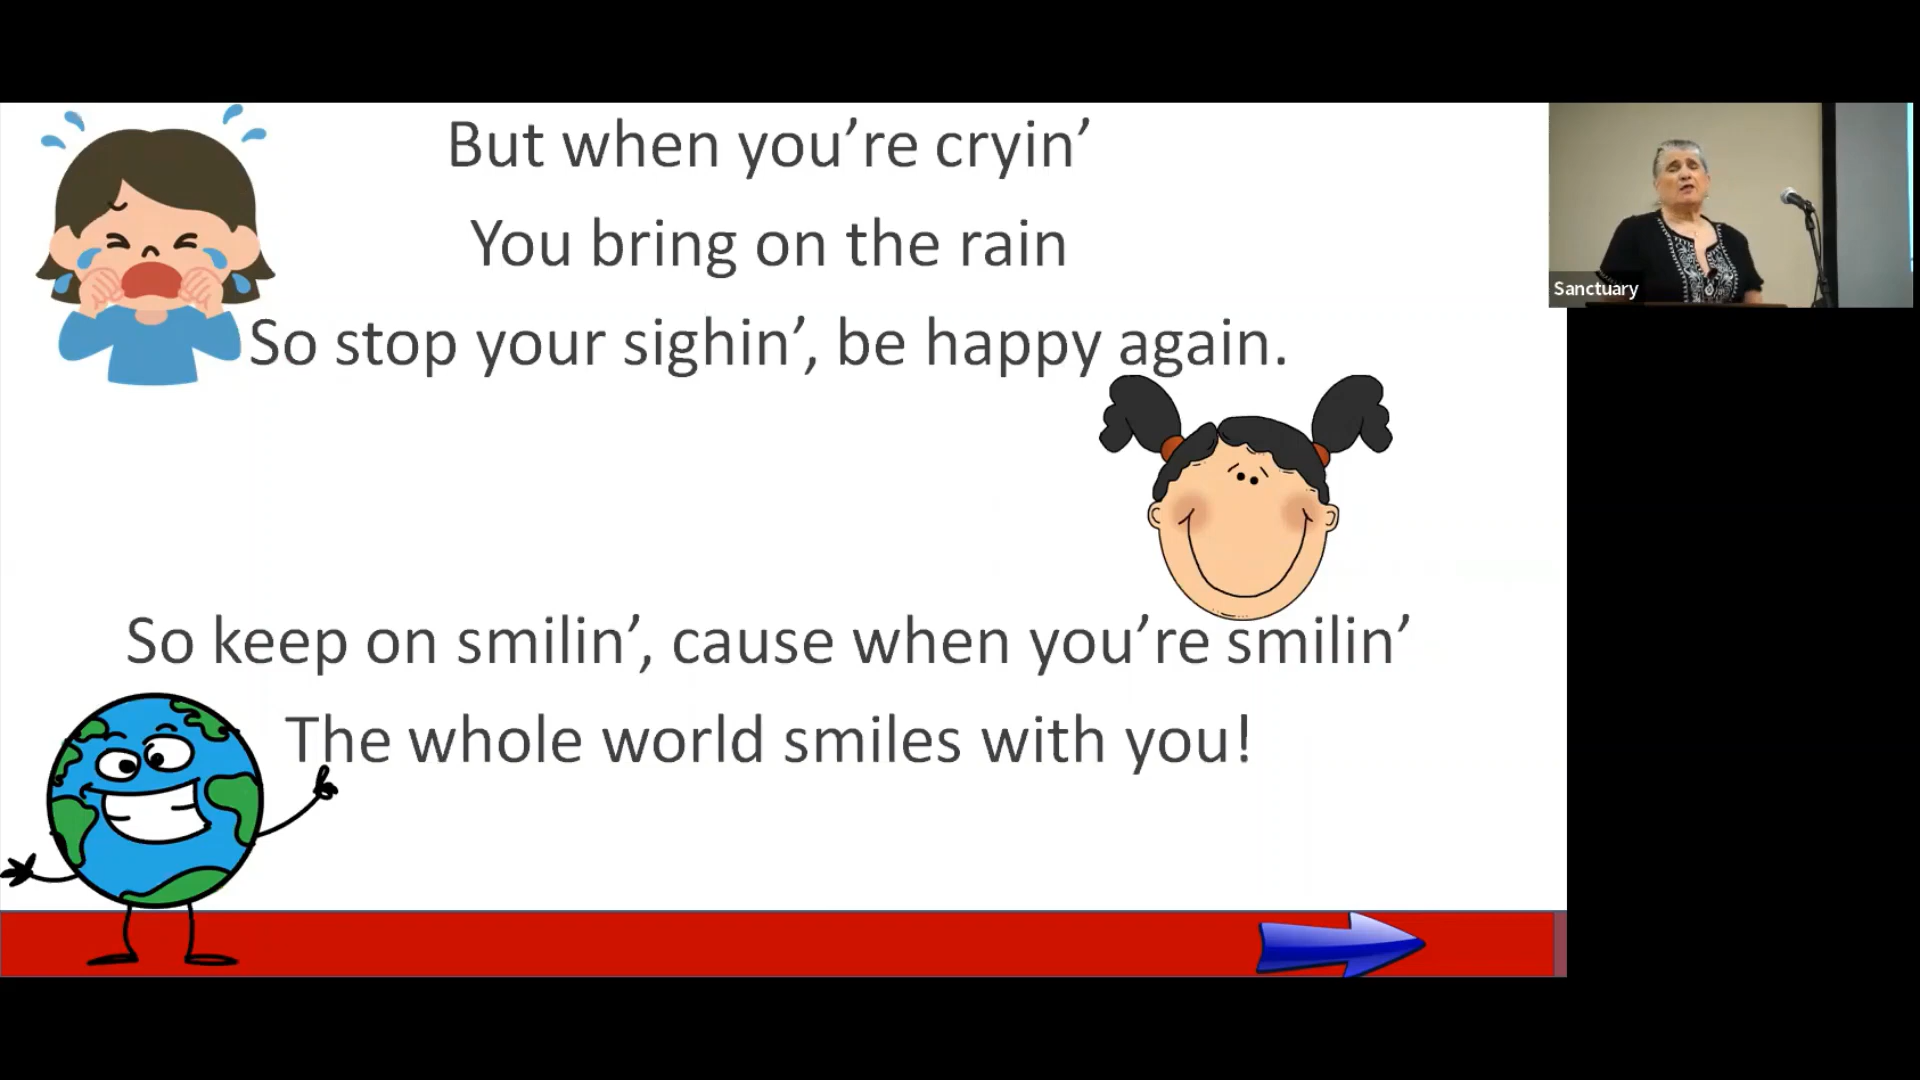 But when you’re cryin’
You bring on the rain
So stop your sighin’, be happy again.
So keep on smilin’, cause when you’re smilin’
The whole world smiles with you!
Sanctuary